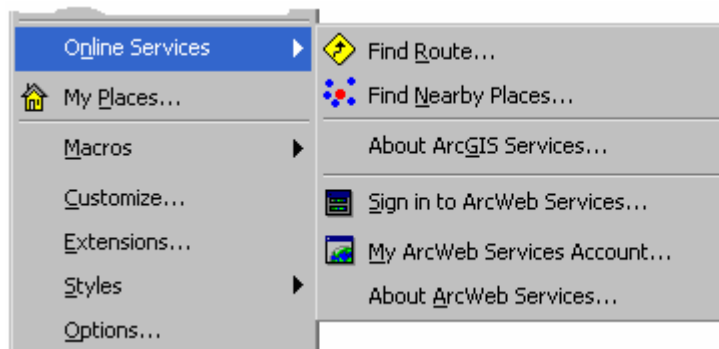 Online Services
My Places...
Macros
Customize...
Extensions...
Styles
Options...
Find Route...
Find Nearby Places...
About ArcGIS Services...
Sign in to ArcWeb Services...
My ArcWeb Services Account...
About ArcWeb Services...